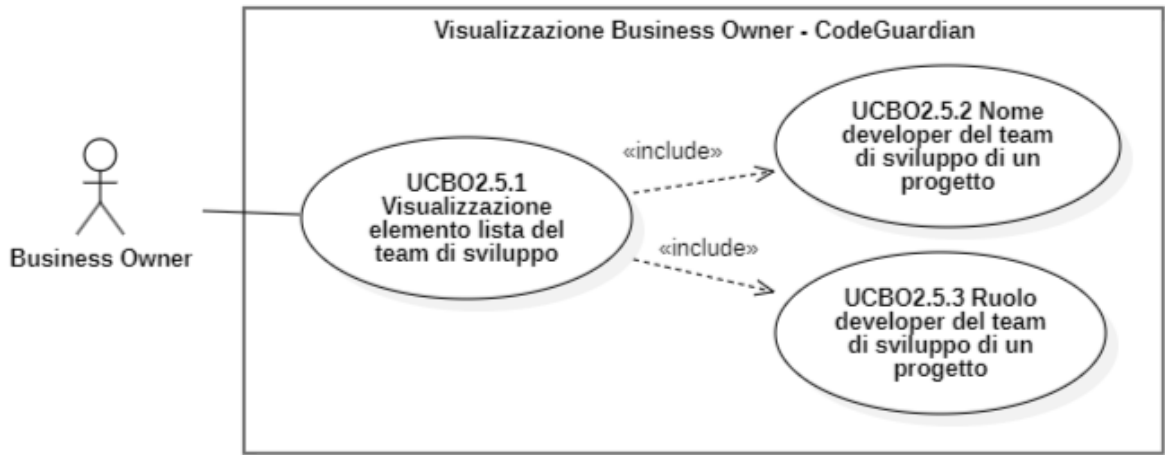 Visualizzazione Business Owner - CodeGuardian
Business Owner
UCBO2.5.1
Visualizzazione
elemento lista del
team di sviluppo
«include»
UCBO2.5.2 Nome
developer del team
di sviluppo di un
progetto
«include»
UCBO2.5.3 Ruolo
developer del team
di sviluppo di un
progetto